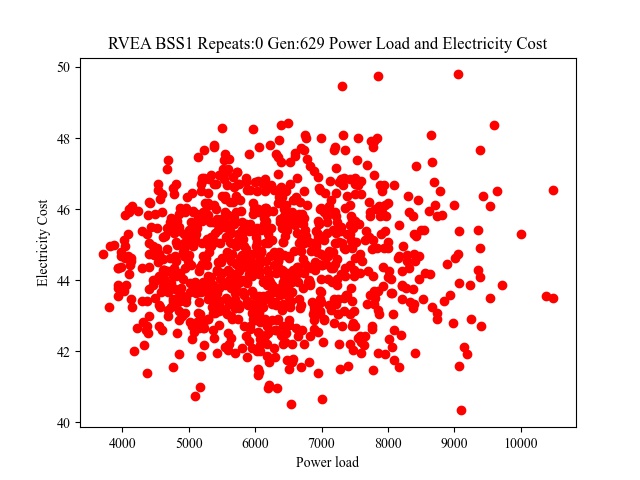 RVEA BSS1 Repeats:0 Gen:629 Power Load and Electricity Cost
50
48
46
44
42
40
Electricity Cost
4000 5000 6000 7000 8000 9000 10000
Power load